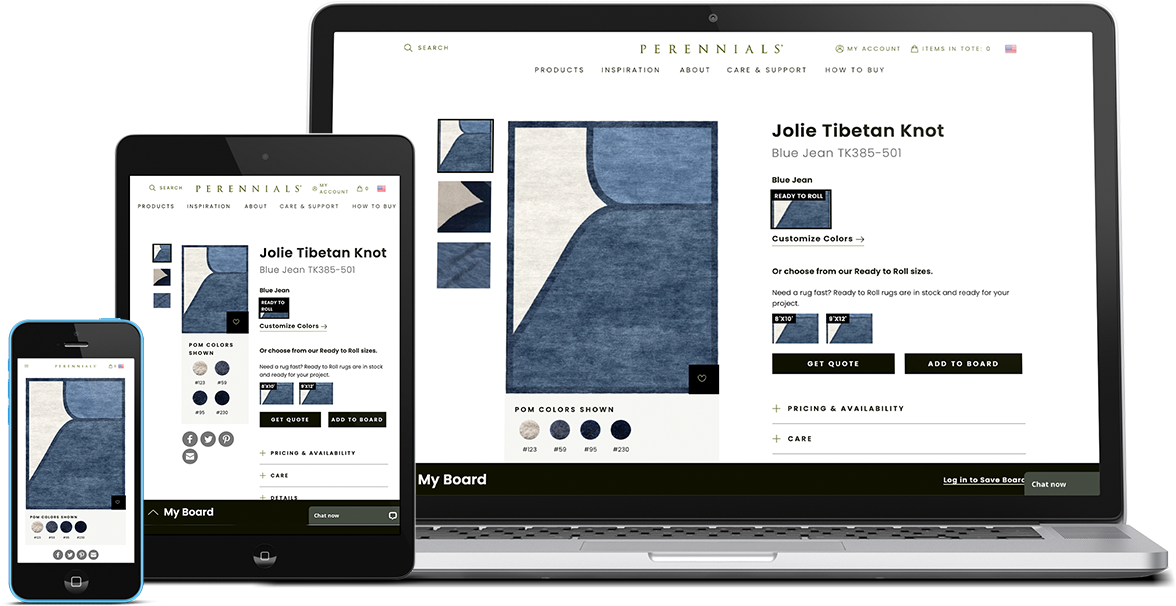 SEARCH
PERENNIALS
MY ACCOUNT
ITEMS IN TOTE: 0
PRODUCTS INSPIRATION ABOUT CARE & SUPPORT HOW TO BUY
Jolie Tibetan Knot
Blue Jean TK385-501
Blue Jean
READY TO ROLL
Customize Colors →
Or choose from our Ready to Roll sizes.
Need a rug fast? Ready to Roll rugs are in stock and ready for your
project.
8'X10' 9'X12'
GET QUOTE ADD TO BOARD
+ PRICING & AVAILABILITY
+ CARE
POM COLORS SHOWN
#123 #59 #95 #230
My Board
Log in to Save Board
Chat now
SEARCH
PERENNIALS
MY
ACCOUNT
0
PRODUCTS INSPIRATION ABOUT CARE & SUPPORT HOW TO BUY
Jolie Tibetan Knot
Blue Jean TK385-501
Blue Jean
READY TO
ROLL
Customize Colors →
Or choose from our Ready to Roll sizes.
Need a rug fast? Ready to Roll rugs are in stock
and ready for your project.
8'X10' 9'X12'
GET QUOTE ADD TO BOARD
+ PRICING & AVAILABILITY
+ CARE
+ DETAILS
POM COLORS
SHOWN
#123 #59
#95 #230
My Board
Chat now
PERENNIALS
0
POM COLORS SHOWN
#123 #59 #95 #230